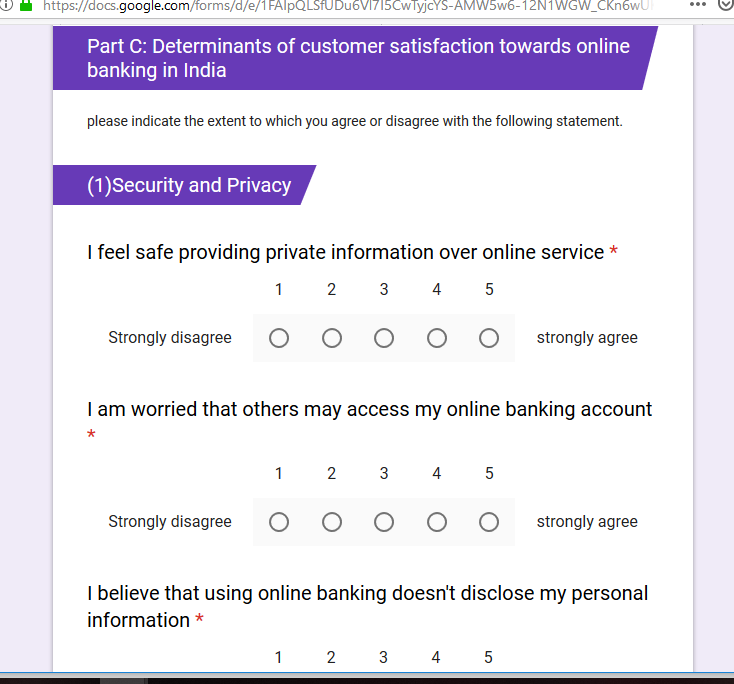 https://docs.google.com/forms/d/e/1FAIpQLSfUDu6Vl7I5CwTyjcYS-AMW5w6-12N1WGW_CKn6wU
Part C: Determinants of customer satisfaction towards online
banking in India
please indicate the extent to which you agree or disagree with the following statement.
(1)Security and Privacy
I feel safe providing private information over online service *
1 2 3 4 5
Strongly disagree strongly agree
I am worried that others may access my online banking account
*
1 2 3 4 5
Strongly disagree strongly agree
I believe that using online banking doesn't disclose my personal
information *
1 2 3 4 5